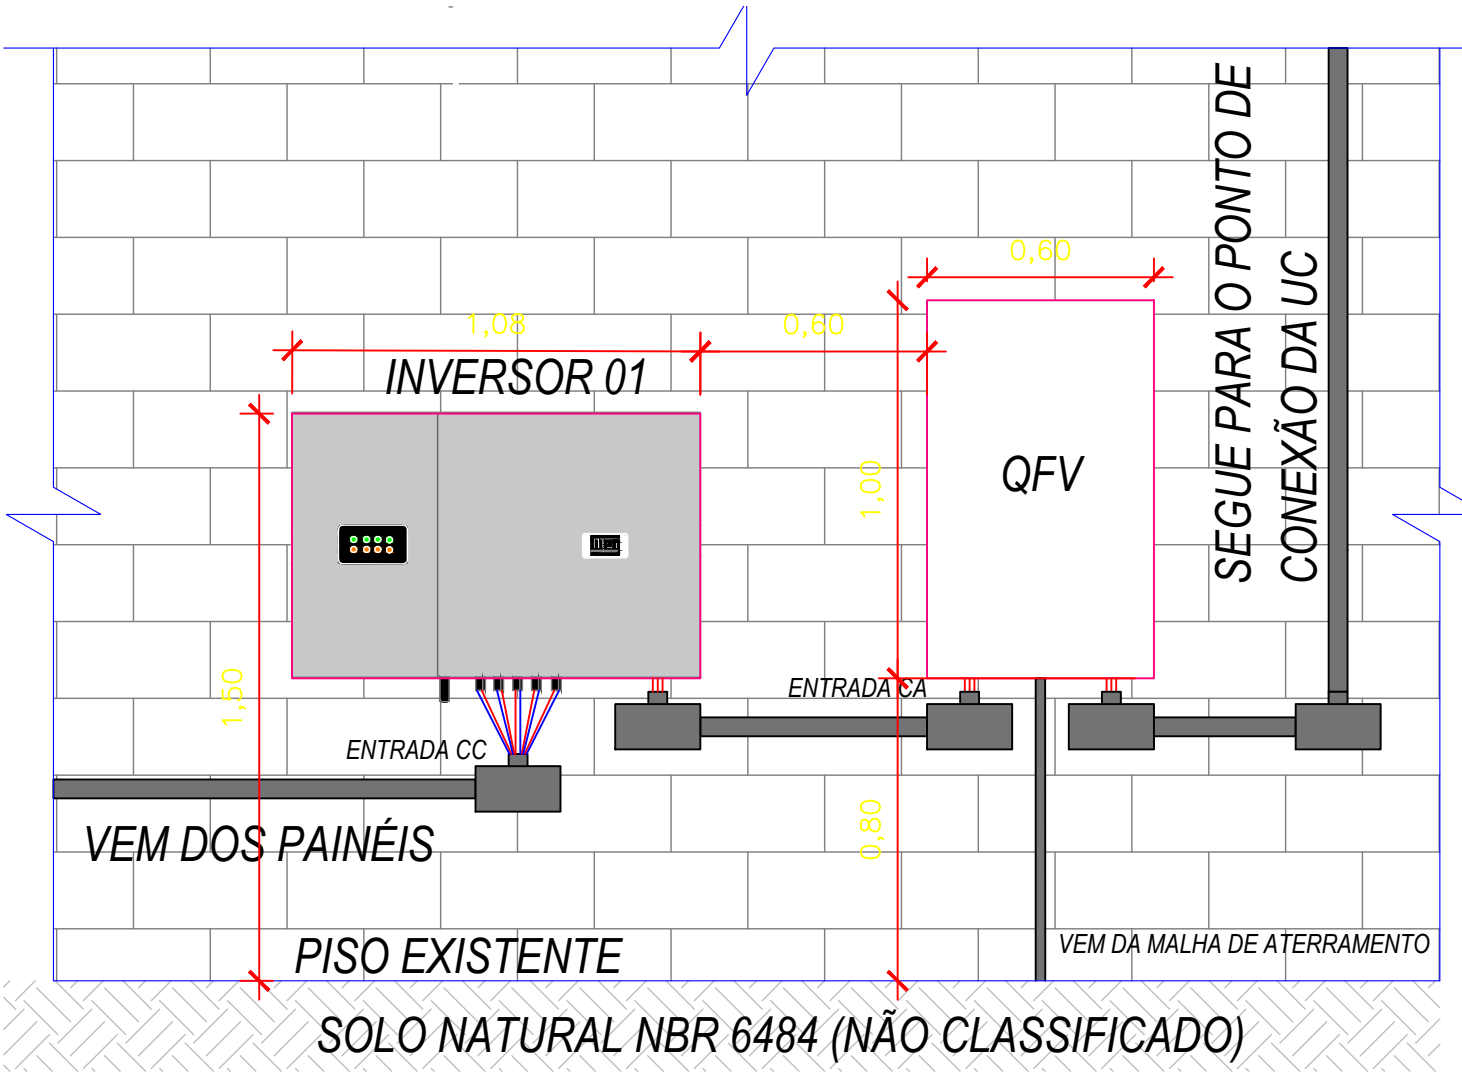 SEGUE PARA O PONTO DE
CONEXÃO DA UC
0,60
1,08
0,60
INVERSOR 01
QFV
1,00
1,50
ENTRADA CA
ENTRADA CC
0,80
VEM DOS PAINÉIS
VEM DA MALHA DE ATERRAMENTO
PISO EXISTENTE
SOLO NATURAL NBR 6484 (NÃO CLASSIFICADO)